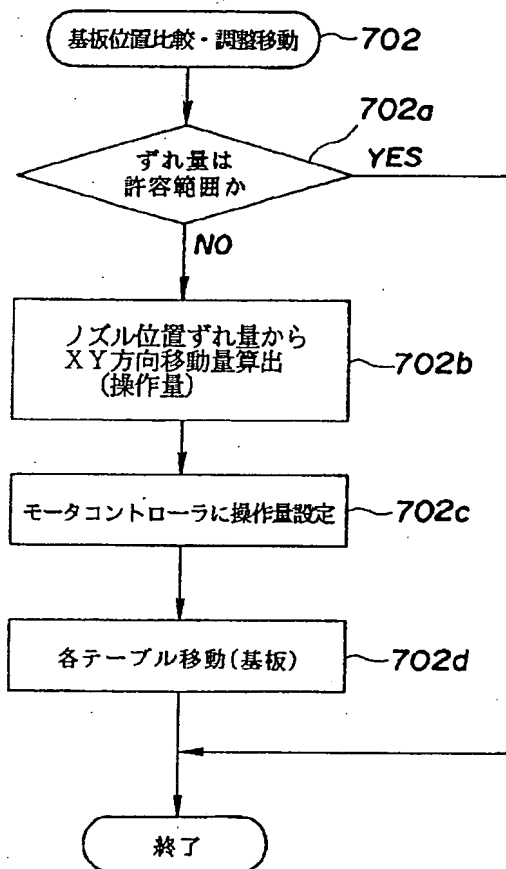 基板位置比較・調整移動
702
702a
ずれ量は
許容範囲か
YES
NO
ノズル位置ずれ量から
XY方向移動量算出
(操作量)
702b
モータコントローラに操作量設定
702c
各テーブル移動(基板)
702d
終了